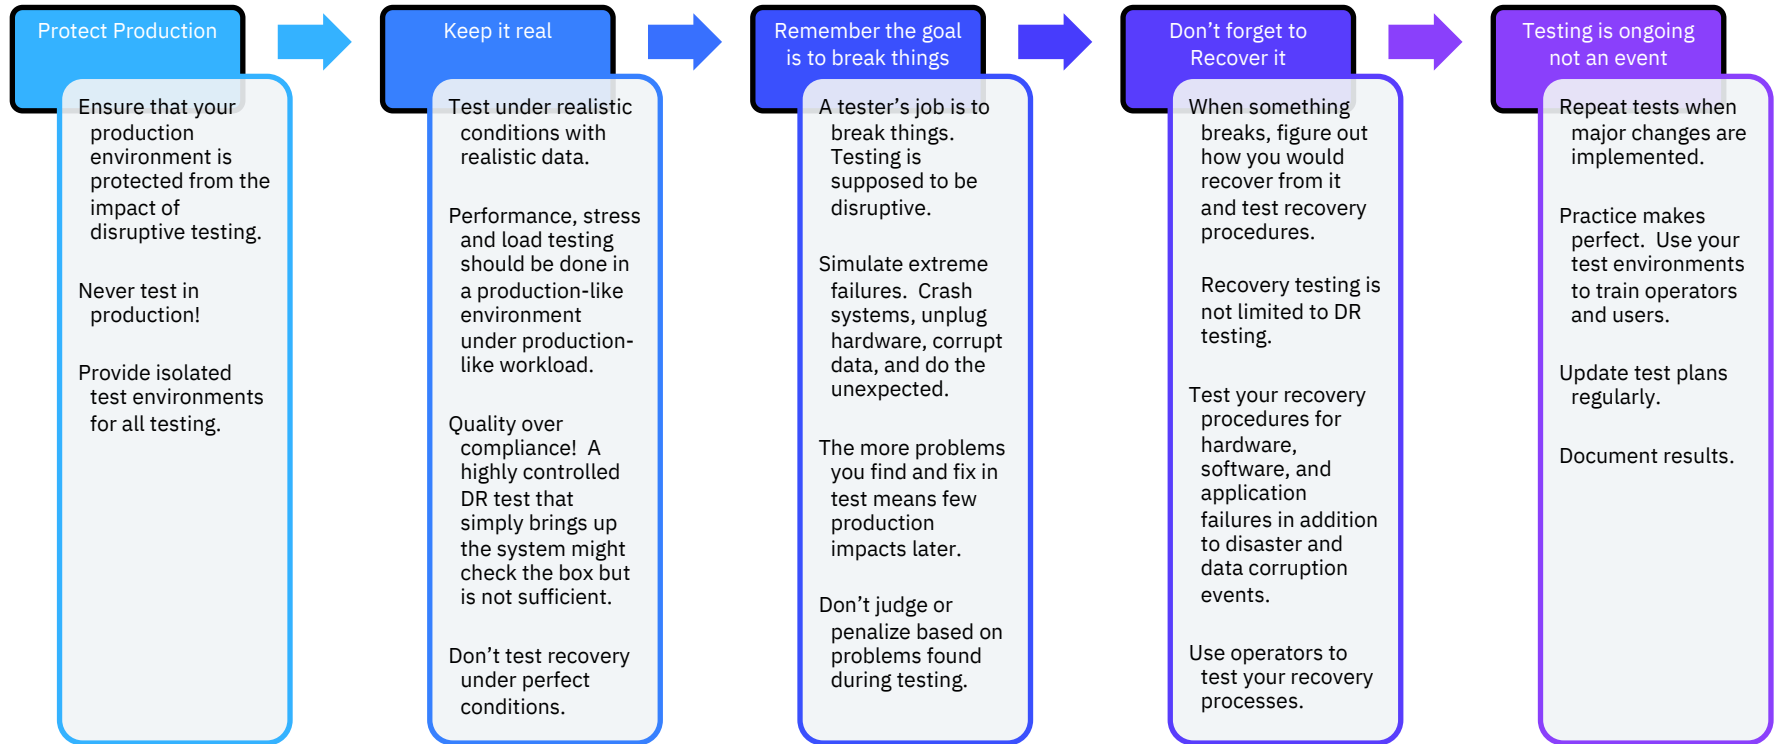 Protect Production
Ensure that your
production
environment is
protected from the
impact of
disruptive testing.
Never test in
production!
Provide isolated
test environments
for all testing.
Keep it real
Test under realistic
conditions with
realistic data.
Performance, stress
and load testing
should be done in
a production-like
environment
under production-
like workload.
Quality over
compliance!  A
highly controlled
DR test that
simply brings up
the system might
check the box but
is not sufficient.
Don’t test recovery
under perfect
conditions.
Remember the goal
is to break things
A tester’s job is to
break things.
Testing is
supposed to be
disruptive.
Simulate extreme
failures.  Crash
systems, unplug
hardware, corrupt
data, and do the
unexpected.
The more problems
you find and fix in
test means few
production
impacts later.
Don’t judge or
penalize based on
problems found
during testing.
Don’t forget to
Recover it
When something
breaks, figure out
how you would
recover from it
and test recovery
procedures.
Recovery testing is
not limited to DR
testing.
Test your recovery
procedures for
hardware,
software, and
application
failures in addition
to disaster and
data corruption
events.
Use operators to
test your recovery
processes.
Testing is ongoing
not an event
Repeat tests when
major changes are
implemented.
Practice makes
perfect.  Use your
test environments
to train operators
and users.
Update test plans
regularly.
Document results.